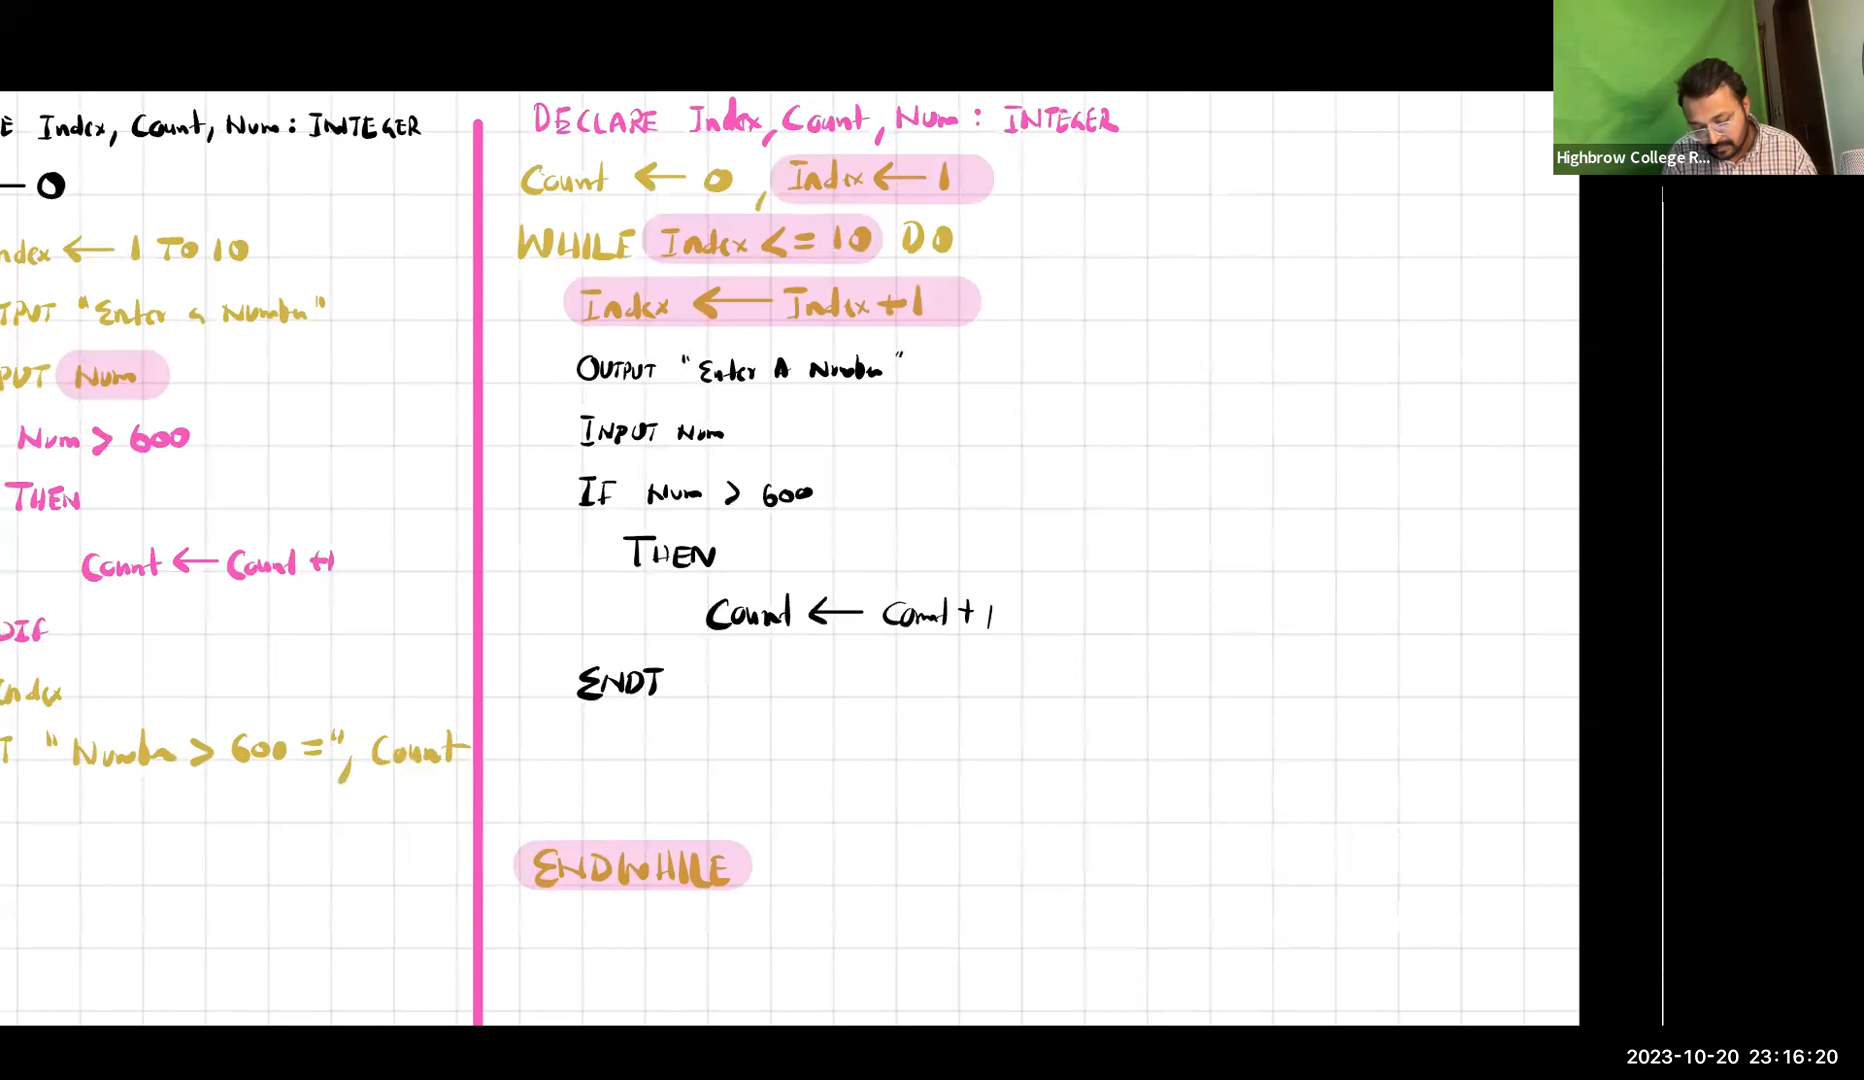 E Index, Count, Num : INTEGER
← 0
ndex ← 1 TO 10
TPUT "Enter a Number"
PUT Num
Num > 600
THEN
Count ← Count +1
DIF
Index
T "Number > 600 =", Count
DECLARE Index, Count, Num : INTEGER
Count ← 0 , Index ← 1
WHILE Index <= 10 DO
Index ← Index + 1
OUTPUT "Enter A Number"
INPUT Num
IF Num > 600
THEN
Count ← Count + 1
ENDI
ENDWHILE
Highbrow College R...
2023-10-20 23:16:20